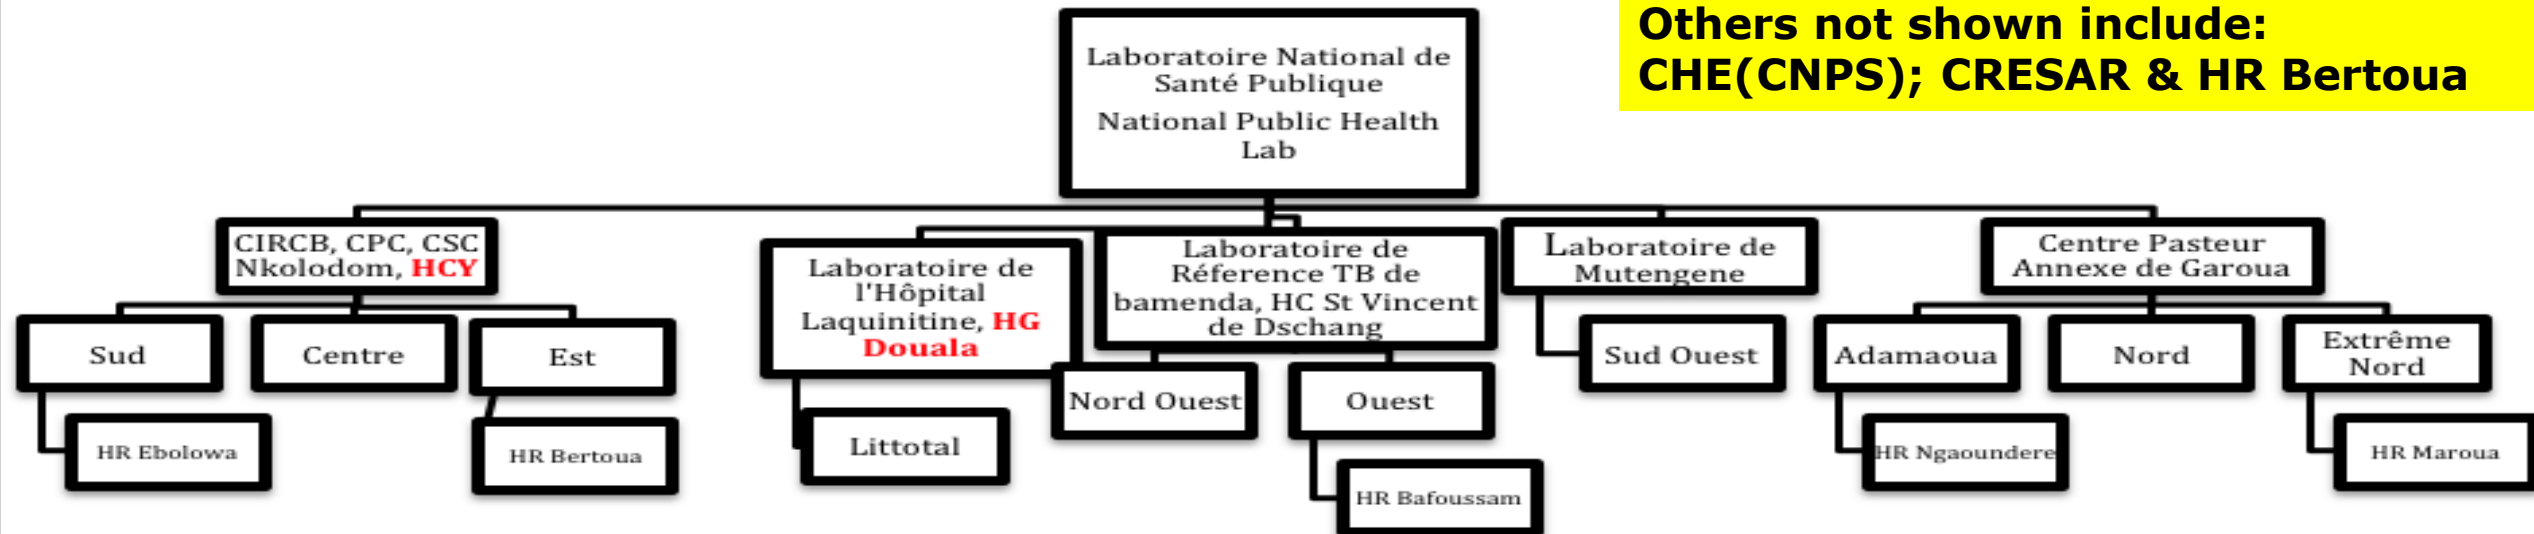 Others not shown include:
CHE(CNPS); CRESAR & HR Bertoua
Laboratoire National de
Santé Publique
National Public Health
Lab
CIRCB, CPC, CSC
Nkolodom, HCY
Laboratoire de
l'Hôpital
Laquinitine, HG
Douala
Laboratoire de
Réference TB de
bamenda, HC St Vincent
de Dschang
Laboratoire de
Mutengene
Centre Pasteur
Annexe de Garoua
Sud
Centre
Est
Littotal
Nord Ouest
Ouest
Sud Ouest
Adamaoua
Nord
Extrême
Nord
HR Ebolowa
HR Bertoua
HR Bafoussam
HR Ngaoundere
HR Maroua